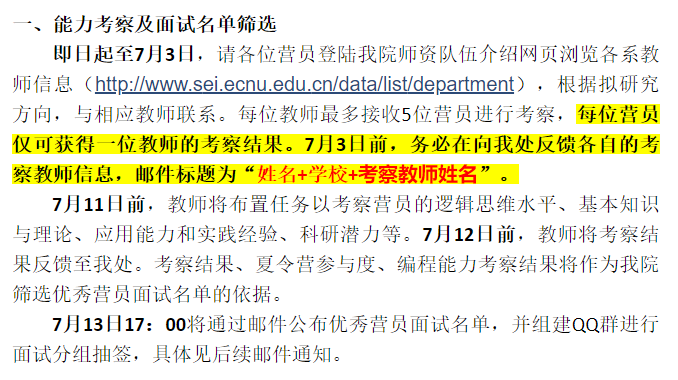 一、能力考察及面试名单筛选
即日起至7月3日，请各位营员登陆我院师资队伍介绍网页浏览各系教
师信息（http://www.sei.ecnu.edu.cn/data/list/department），根据拟研究
方向，与相应教师联系。每位教师最多接收5位营员进行考察，每位营员
仅可获得一位教师的考察结果。7月3日前，务必在向我处反馈各自的考
察教师信息，邮件标题为“姓名+学校+考察教师姓名”。
7月11日前，教师将布置任务以考察营员的逻辑思维水平、基本知识
与理论、应用能力和实践经验、科研潜力等。7月12日前，教师将考察结
果反馈至我处。考察结果、夏令营参与度、编程能力考察结果将作为我院
筛选优秀营员面试名单的依据。
7月13日17：00将通过邮件公布优秀营员面试名单，并组建QQ群进行
面试分组抽签，具体见后续邮件通知。